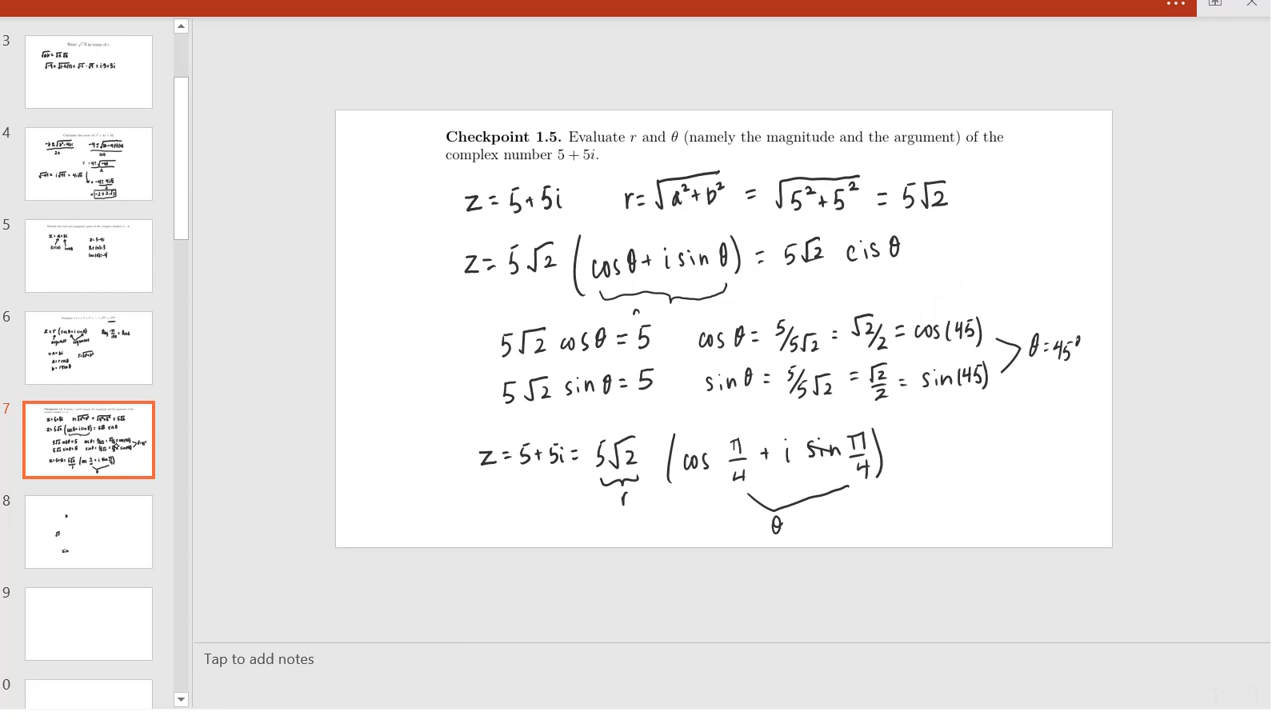 3
4
5
6
7
8
9
0
Checkpoint 1.5. Evaluate r and θ (namely the magnitude and the argument) of the
complex number 5 + 5i.
z = 5 + 5i r = √(a² + b²) = √(5² + 5²) = 5√2
z = 5√2 (cos θ + i sin θ) = 5√2 cis θ
5√2 cos θ = 5 cos θ = 5/5√2 = √2/2 = cos(45)
θ = 45°
5√2 sin θ = 5 sin θ = 5/5√2 = √2/2 = sin(45)
z = 5 + 5i = 5√2 (cos π/4 + i sin π/4)
r
θ
Tap to add notes